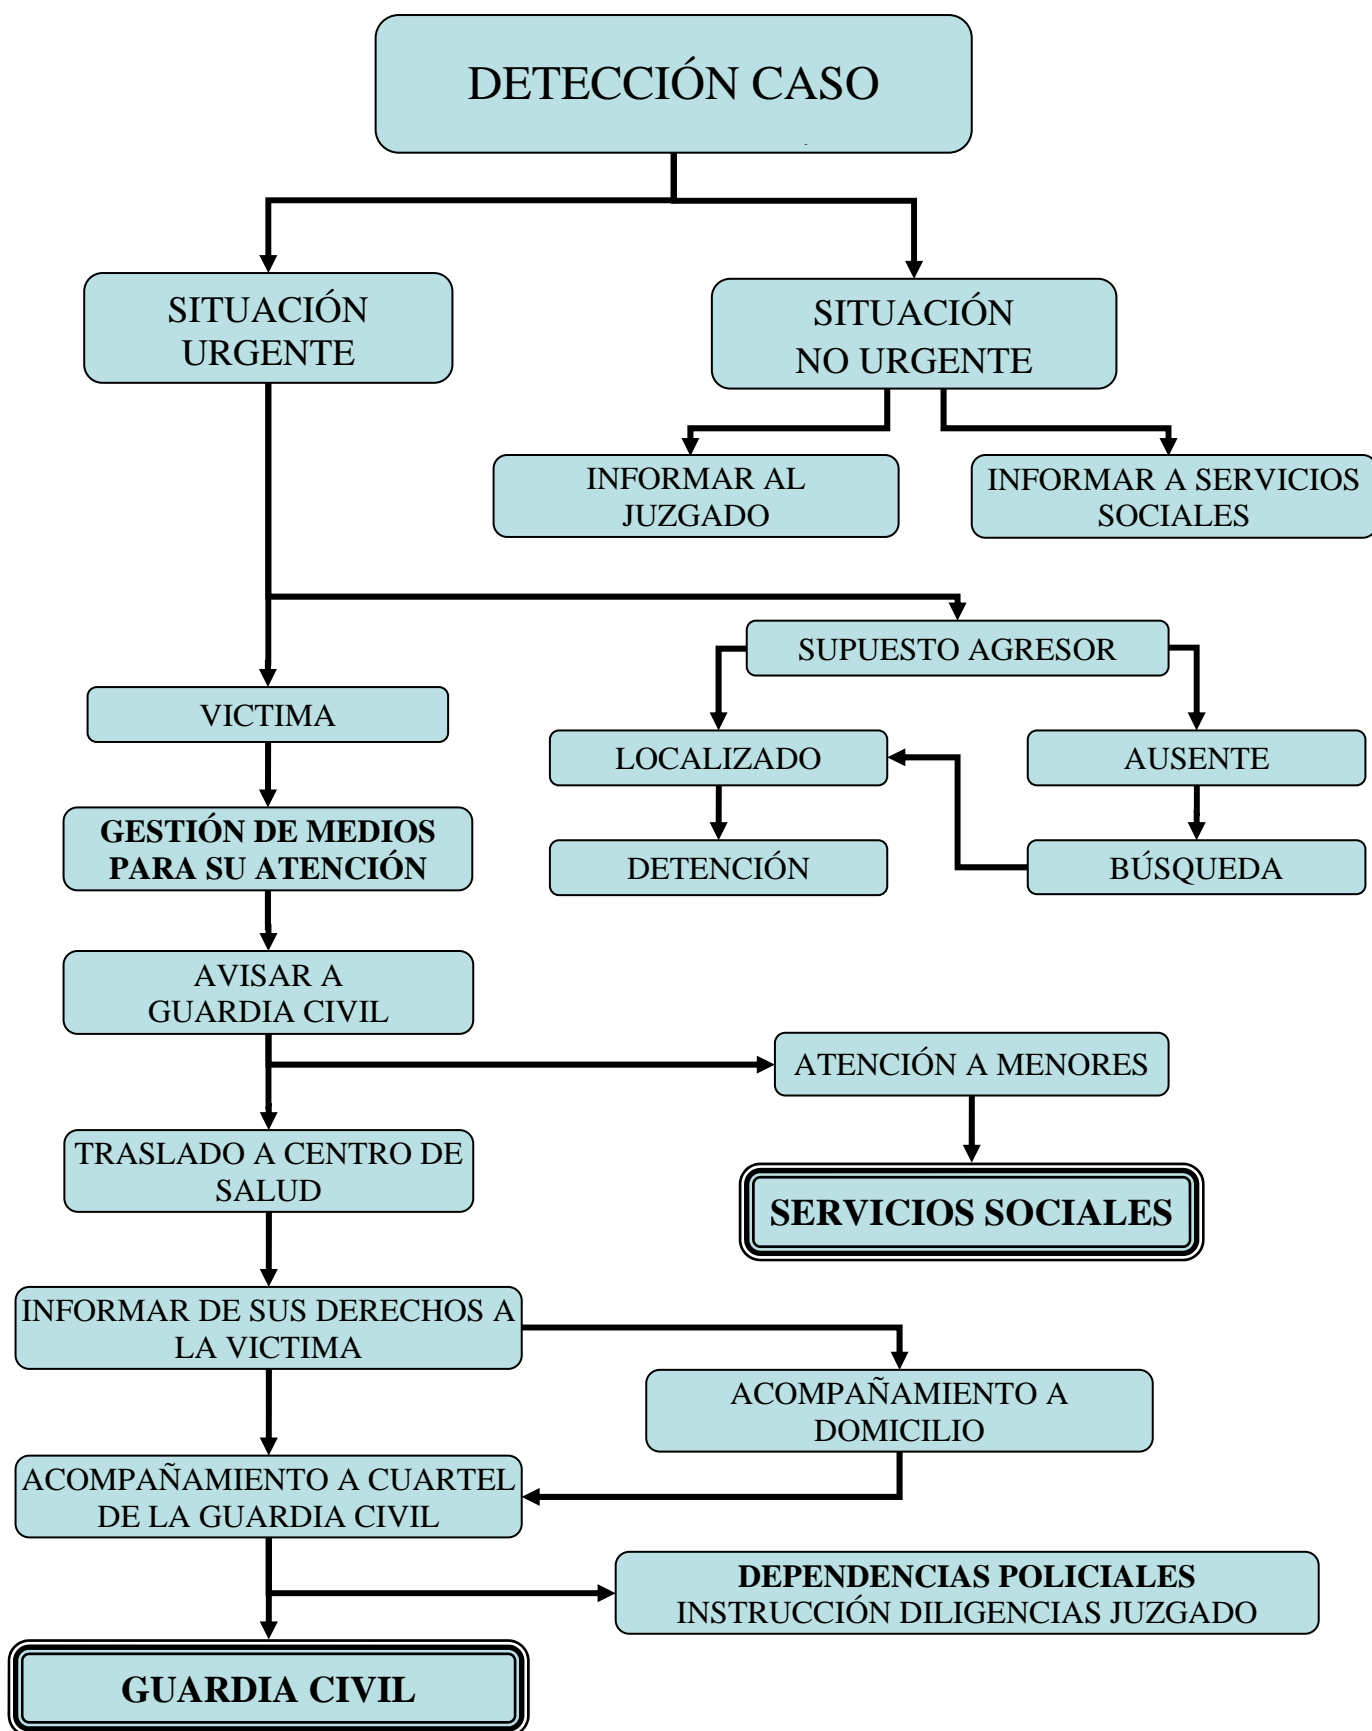 DETECCIÓN CASO
SITUACIÓN
URGENTE
SITUACIÓN
NO URGENTE
INFORMAR AL
JUZGADO
INFORMAR A SERVICIOS
SOCIALES
SUPUESTO AGRESOR
VICTIMA
LOCALIZADO
AUSENTE
GESTIÓN DE MEDIOS
PARA SU ATENCIÓN
DETENCIÓN
BÚSQUEDA
AVISAR A
GUARDIA CIVIL
ATENCIÓN A MENORES
TRASLADO A CENTRO DE
SALUD
SERVICIOS SOCIALES
INFORMAR DE SUS DERECHOS A
LA VICTIMA
ACOMPAÑAMIENTO A
DOMICILIO
ACOMPAÑAMIENTO A CUARTEL
DE LA GUARDIA CIVIL
DEPENDENCIAS POLICIALES
INSTRUCCIÓN DILIGENCIAS JUZGADO
GUARDIA CIVIL